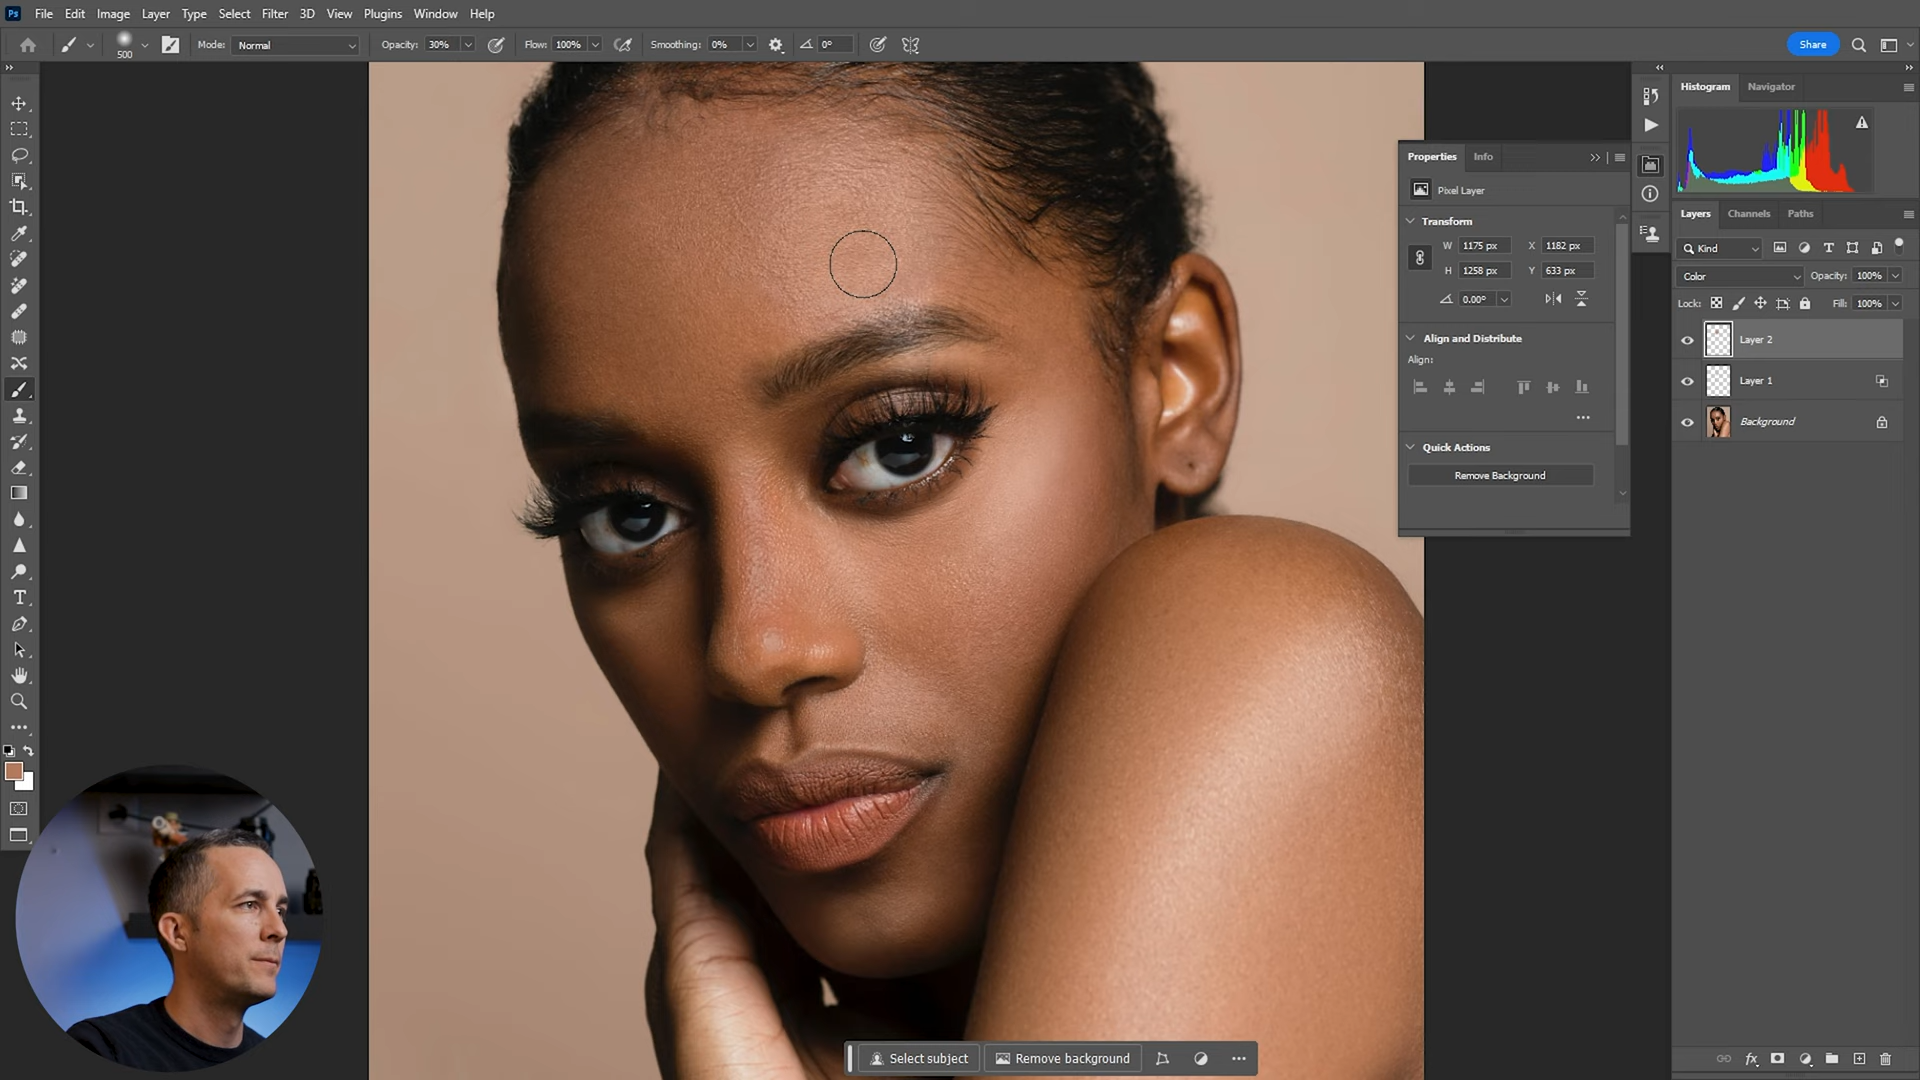 Ps File Edit Image Layer Type Select Filter 3D View Plugins Window Help
500 Mode: Normal Opacity: 30% Flow: 100% Smoothing: 0% 0° Share
Histogram Navigator
Properties Info
Pixel Layer
Transform
W 1175 px X 1182 px
H 1258 px Y 633 px
0.00°
Align and Distribute
Align:
Quick Actions
Remove Background
Layers Channels Paths
Kind
Color Opacity: 100%
Lock: Fill: 100%
Layer 2
Layer 1
Background
Select subject Remove background